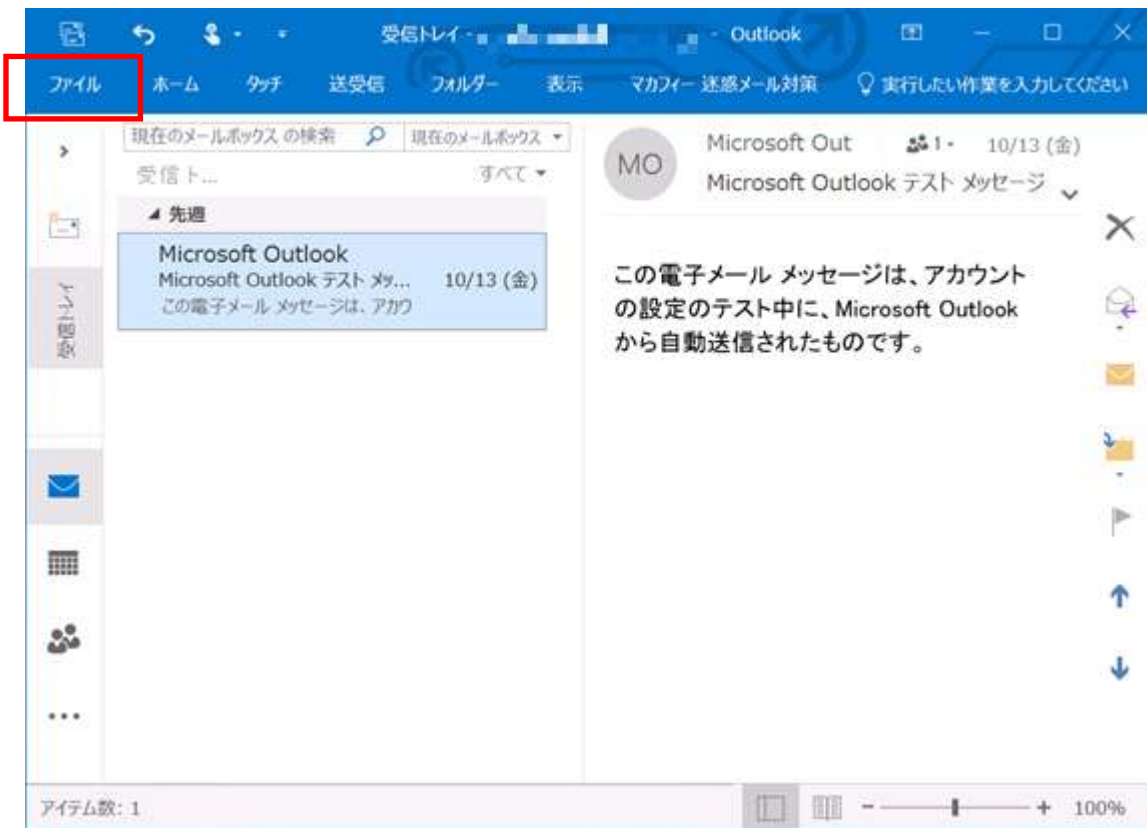 受信トレイ - - Outlook
ファイル ホーム タッチ 送受信 フォルダー 表示 マカフィー 迷惑メール対策 実行したい作業を入力してください
現在のメールボックス の検索 現在のメールボックス
受信ト... すべて
先週
Microsoft Outlook
Microsoft Outlook テスト メッ... 10/13 (金)
この電子メール メッセージは、アカウ
受信トレイ
MO
Microsoft Out 1 10/13 (金)
Microsoft Outlook テスト メッセージ
この電子メール メッセージは、アカウント
の設定のテスト中に、Microsoft Outlook
から自動送信されたものです。
アイテム数: 1
- + 100%